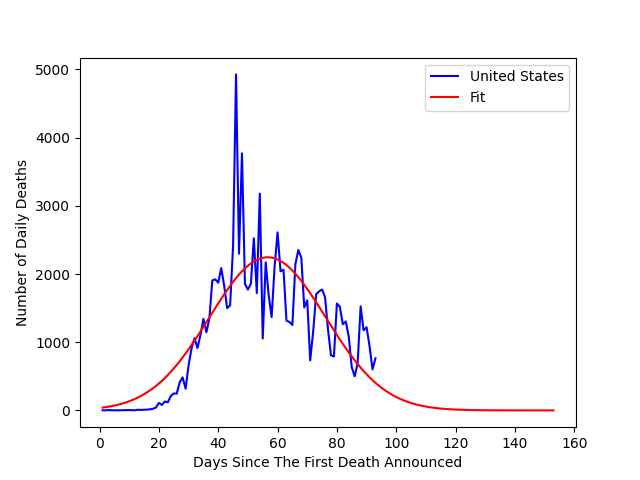 United States
Fit
5000
4000
3000
2000
1000
0
Number of Daily Deaths
0 20 40 60 80 100 120 140 160
Days Since The First Death Announced